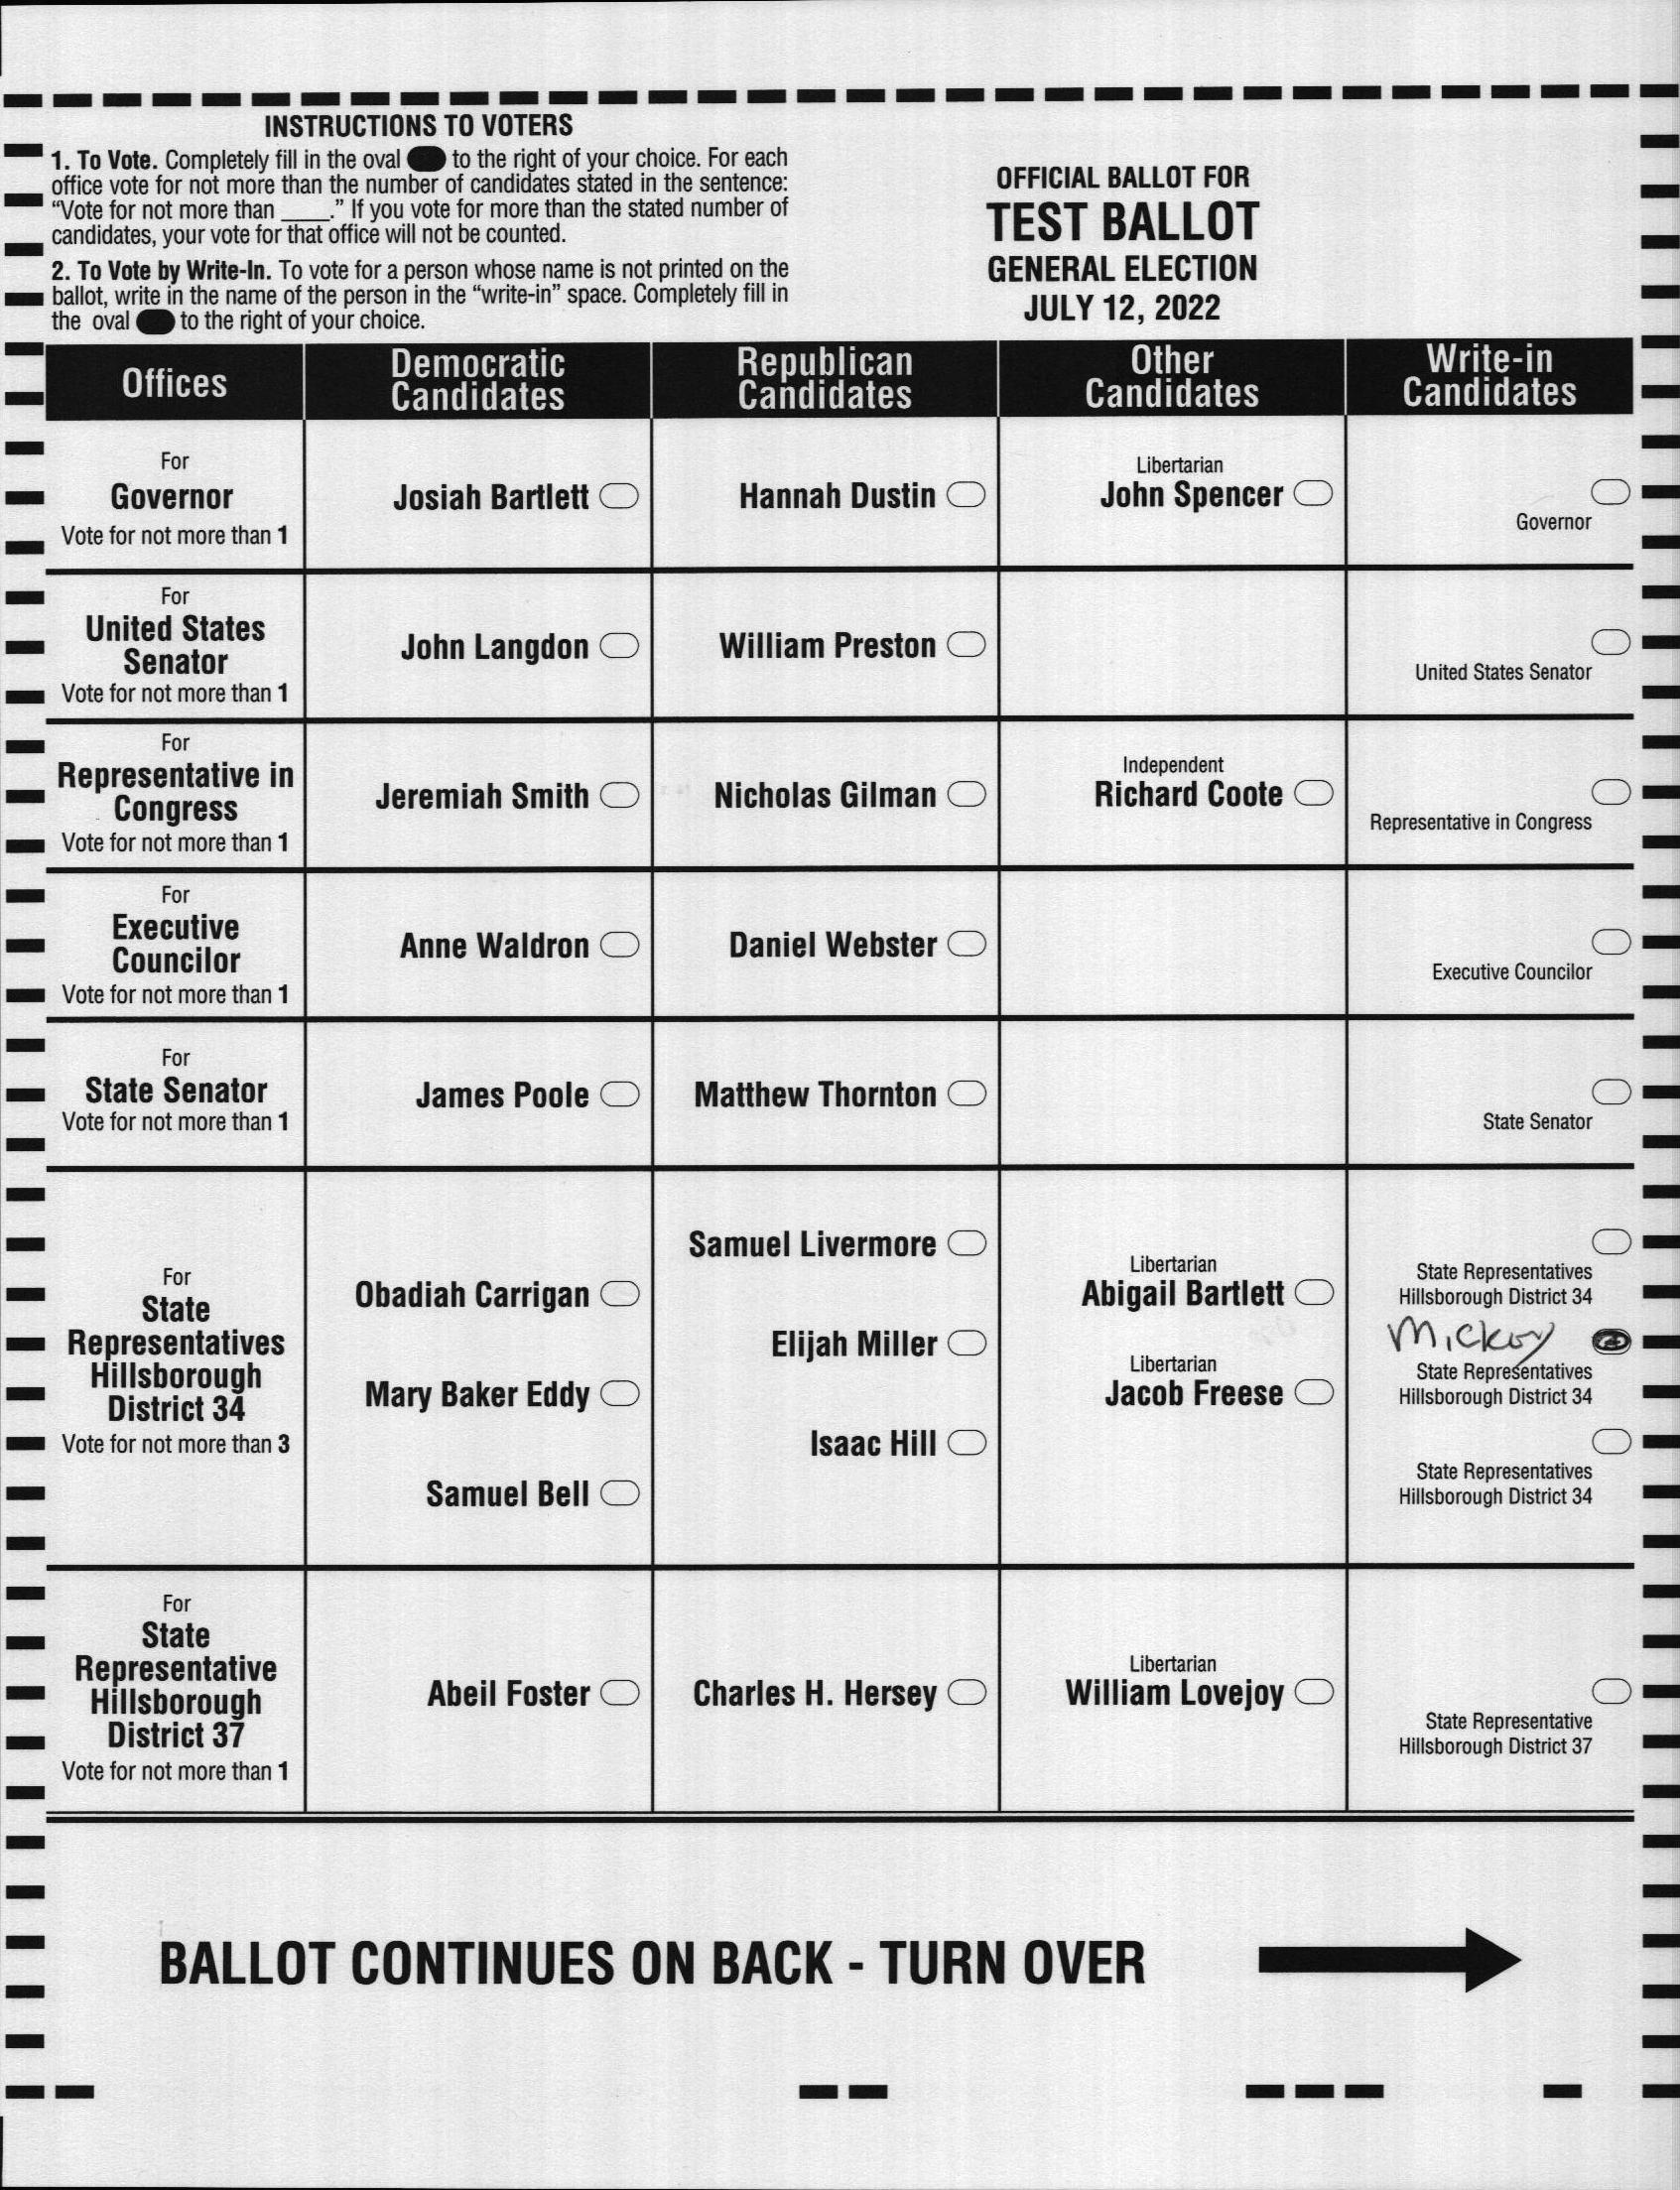 INSTRUCTIONS TO VOTERS
1. To Vote. Completely fill in the oval to the right of your choice. For each
office vote for not more than the number of candidates stated in the sentence:
“Vote for not more than ____.” If you vote for more than the stated number of
candidates, your vote for that office will not be counted.
2. To Vote by Write-In. To vote for a person whose name is not printed on the
ballot, write in the name of the person in the “write-in” space. Completely fill in
the oval to the right of your choice.
OFFICIAL BALLOT FOR
TEST BALLOT
GENERAL ELECTION
JULY 12, 2022
Offices
Democratic
Candidates
Republican
Candidates
Other
Candidates
Write-in
Candidates
For
Governor
Vote for not more than 1
Josiah Bartlett
Hannah Dustin
Libertarian
John Spencer
Governor
For
United States
Senator
Vote for not more than 1
John Langdon
William Preston
United States Senator
For
Representative in
Congress
Vote for not more than 1
Jeremiah Smith
Nicholas Gilman
Independent
Richard Coote
Representative in Congress
For
Executive
Councilor
Vote for not more than 1
Anne Waldron
Daniel Webster
Executive Councilor
For
State Senator
Vote for not more than 1
James Poole
Matthew Thornton
State Senator
For
State
Representatives
Hillsborough
District 34
Vote for not more than 3
Obadiah Carrigan
Mary Baker Eddy
Samuel Bell
Samuel Livermore
Elijah Miller
Isaac Hill
Libertarian
Abigail Bartlett
Libertarian
Jacob Freese
State Representatives
Hillsborough District 34
Mickey
State Representatives
Hillsborough District 34
State Representatives
Hillsborough District 34
For
State
Representative
Hillsborough
District 37
Vote for not more than 1
Abeil Foster
Charles H. Hersey
Libertarian
William Lovejoy
State Representative
Hillsborough District 37
BALLOT CONTINUES ON BACK - TURN OVER